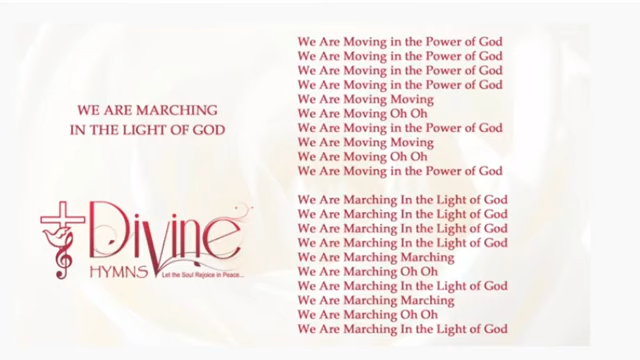 WE ARE MARCHING
IN THE LIGHT OF GOD
Divine
HYMNS
Let the Soul Rejoice in Peace...
We Are Moving in the Power of God
We Are Moving in the Power of God
We Are Moving in the Power of God
We Are Moving in the Power of God
We Are Moving Moving
We Are Moving Oh Oh
We Are Moving in the Power of God
We Are Moving Moving
We Are Moving Oh Oh
We Are Moving in the Power of God
We Are Marching In the Light of God
We Are Marching In the Light of God
We Are Marching In the Light of God
We Are Marching In the Light of God
We Are Marching Marching
We Are Marching Oh Oh
We Are Marching In the Light of God
We Are Marching Marching
We Are Marching Oh Oh
We Are Marching In the Light of God